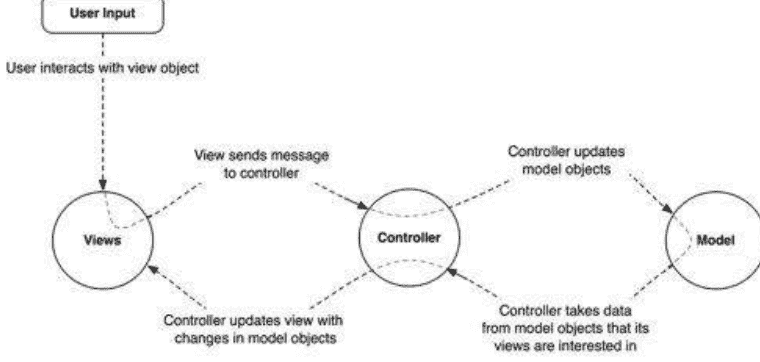 User Input
User interacts with view object
View sends message
to controller
Controller updates
model objects
Views
Controller
Model
Controller updates view with
changes in model objects
Controller takes data
from model objects that its
views are interested in